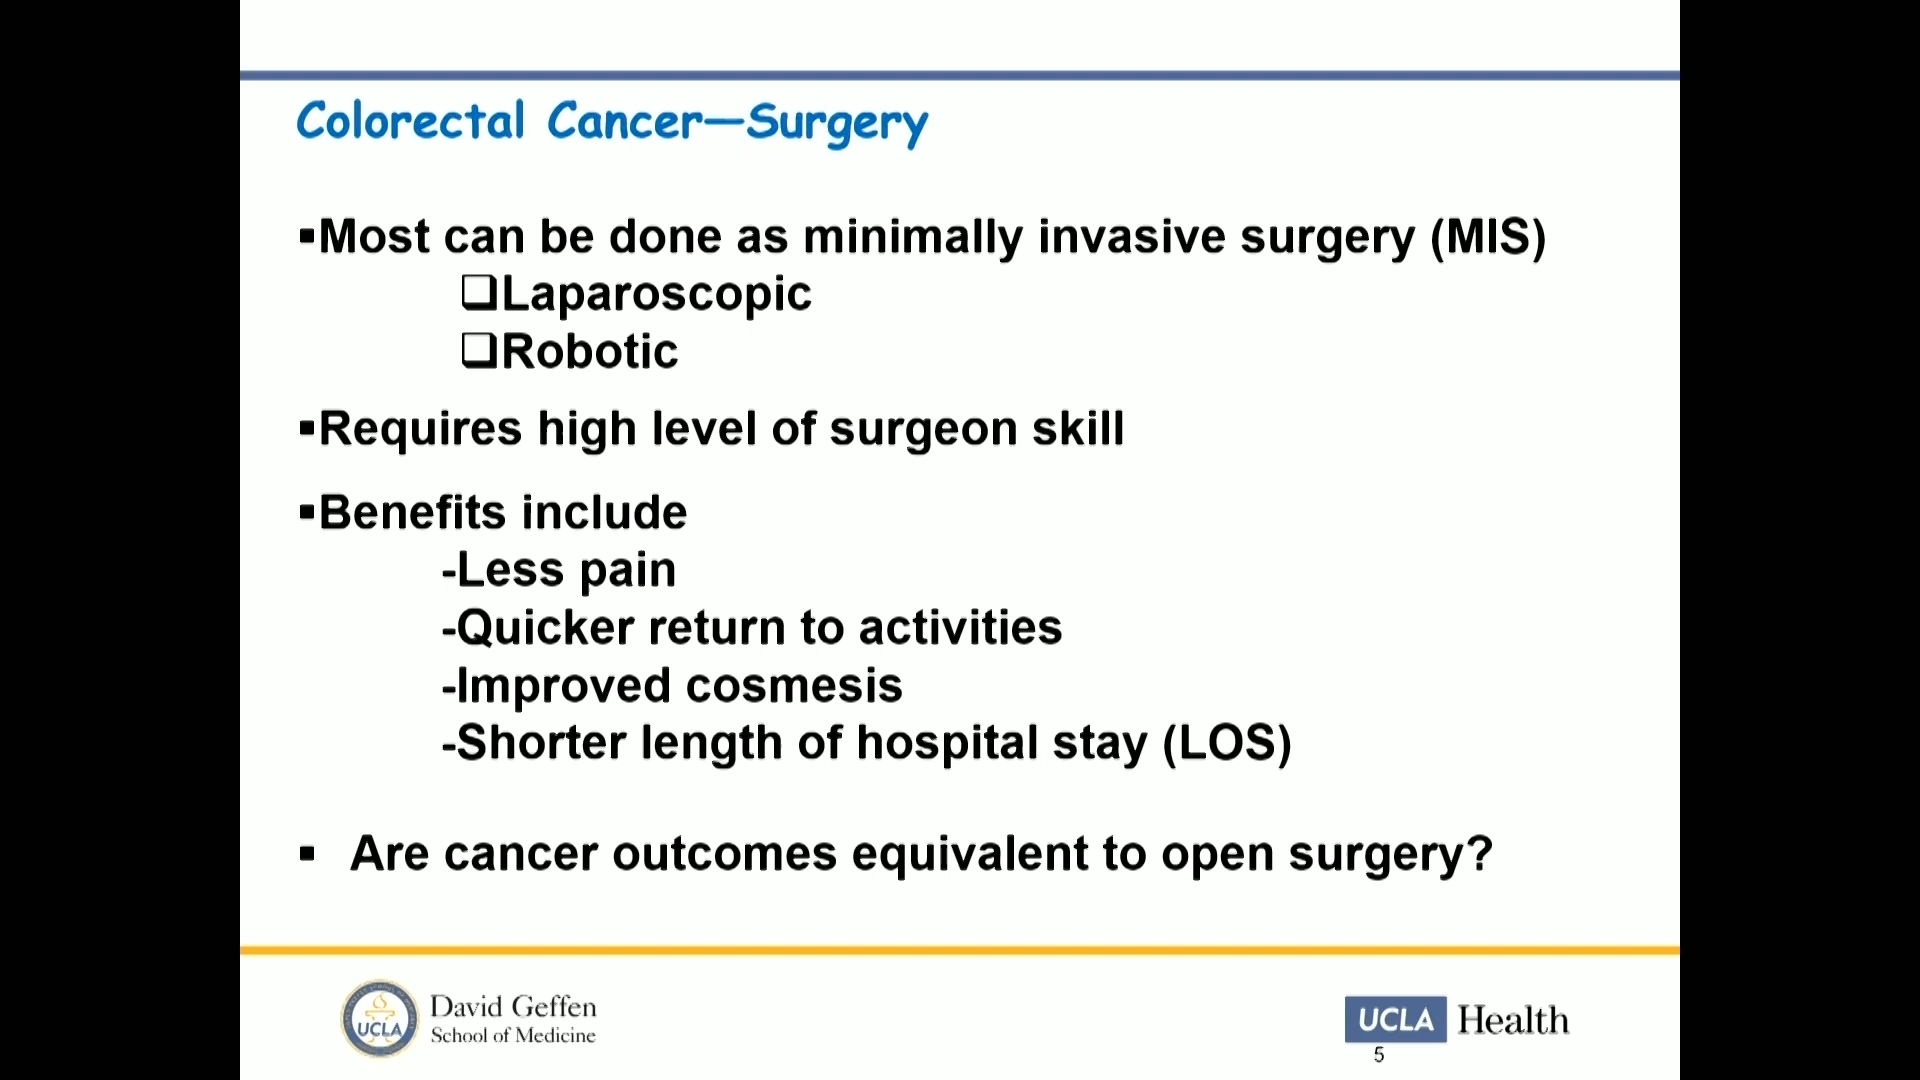 Colorectal Cancer—Surgery
▪Most can be done as minimally invasive surgery (MIS)
❑Laparoscopic
❑Robotic
▪Requires high level of surgeon skill
▪Benefits include
-Less pain
-Quicker return to activities
-Improved cosmesis
-Shorter length of hospital stay (LOS)
▪ Are cancer outcomes equivalent to open surgery?
UCLA
David Geffen
School of Medicine
UCLA Health
5